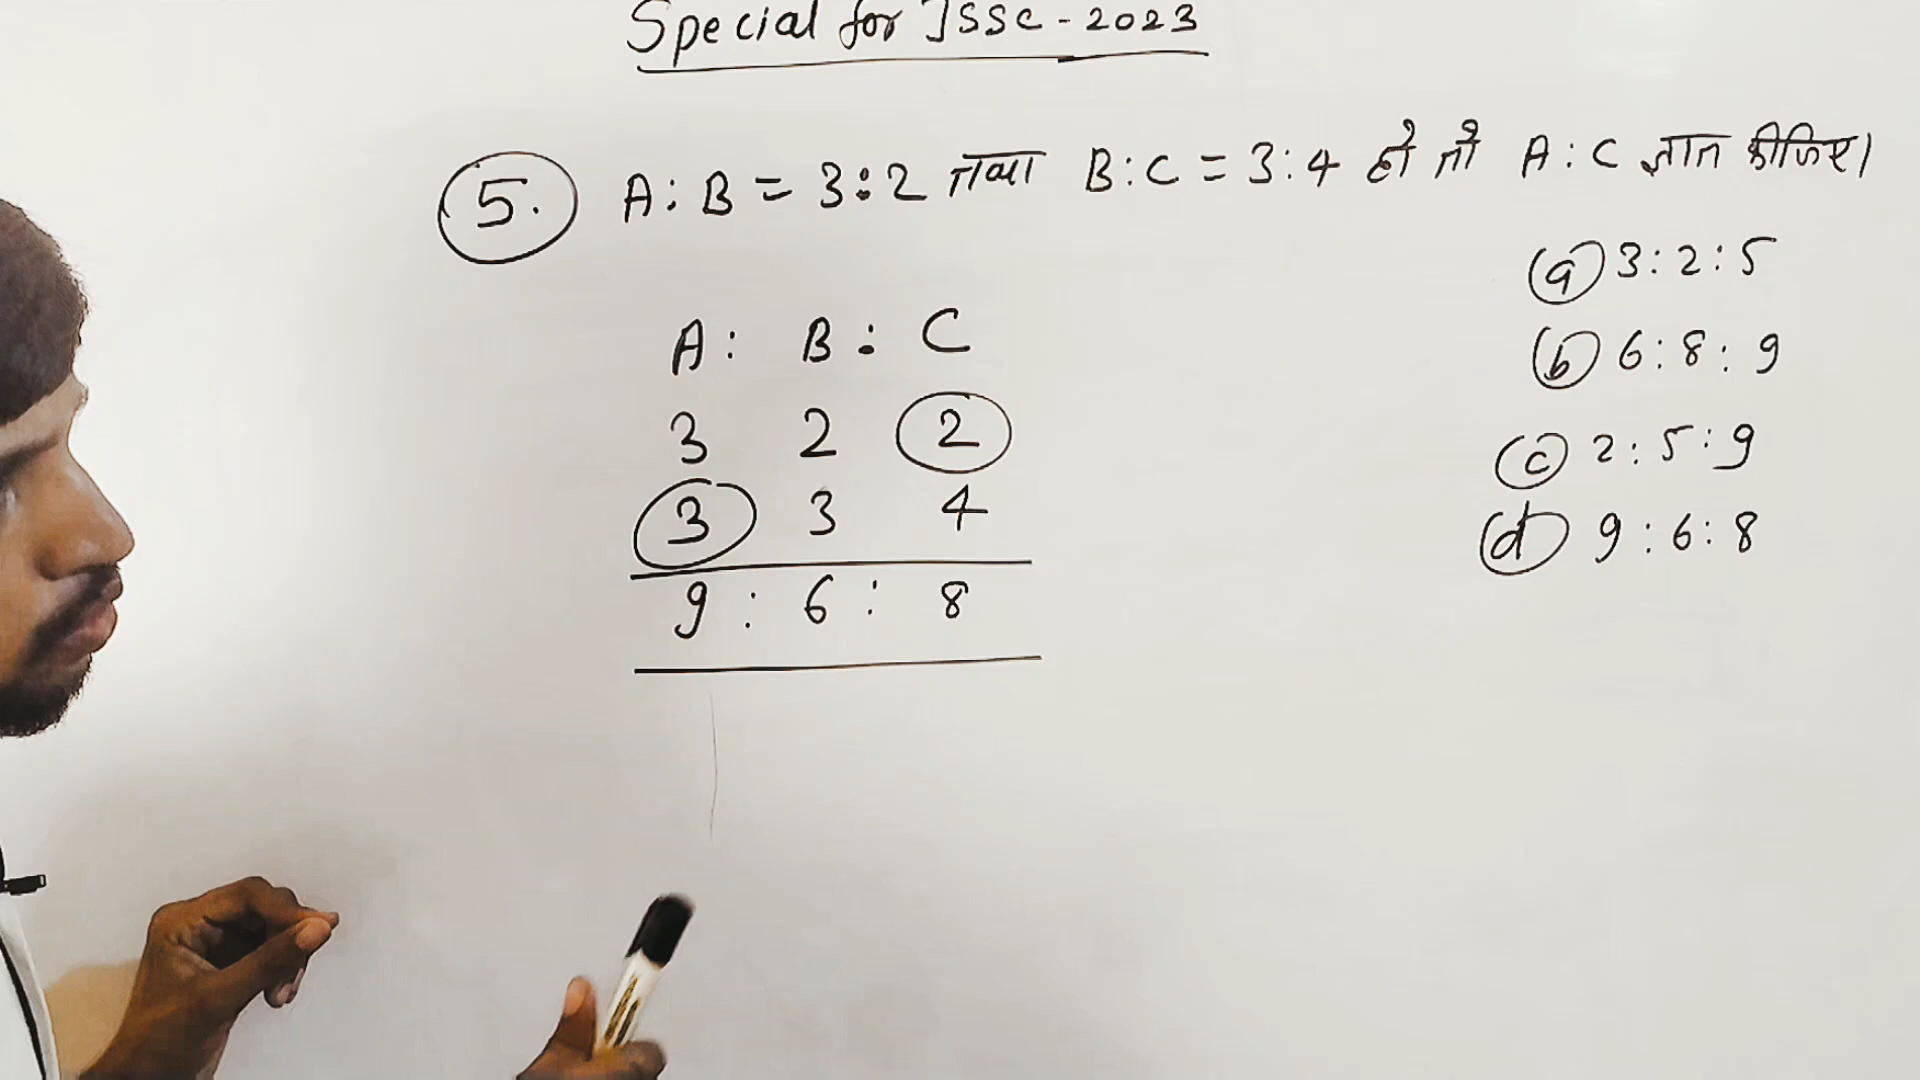 Special for JSSC - 2023
5. A : B = 3 : 2 तथा B : C = 3 : 4 हो तो A : C ज्ञात कीजिए।
(a) 3 : 2 : 5
(b) 6 : 8 : 9
(c) 2 : 5 : 9
(d) 9 : 6 : 8
A : B : C
3 2 2
3 3 4
9 : 6 : 8